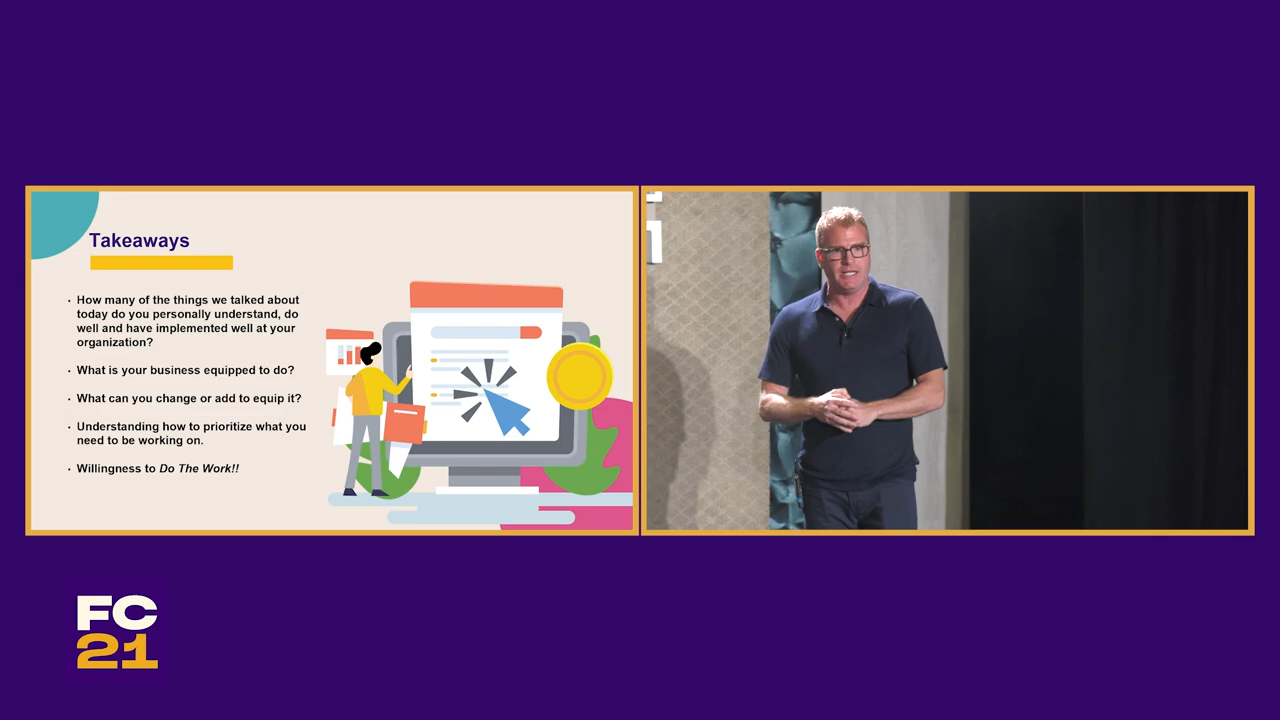 Takeaways
· How many of the things we talked about
today do you personally understand, do
well and have implemented well at your
organization?
· What is your business equipped to do?
· What can you change or add to equip it?
· Understanding how to prioritize what you
need to be working on.
· Willingness to Do The Work!!
FC
21